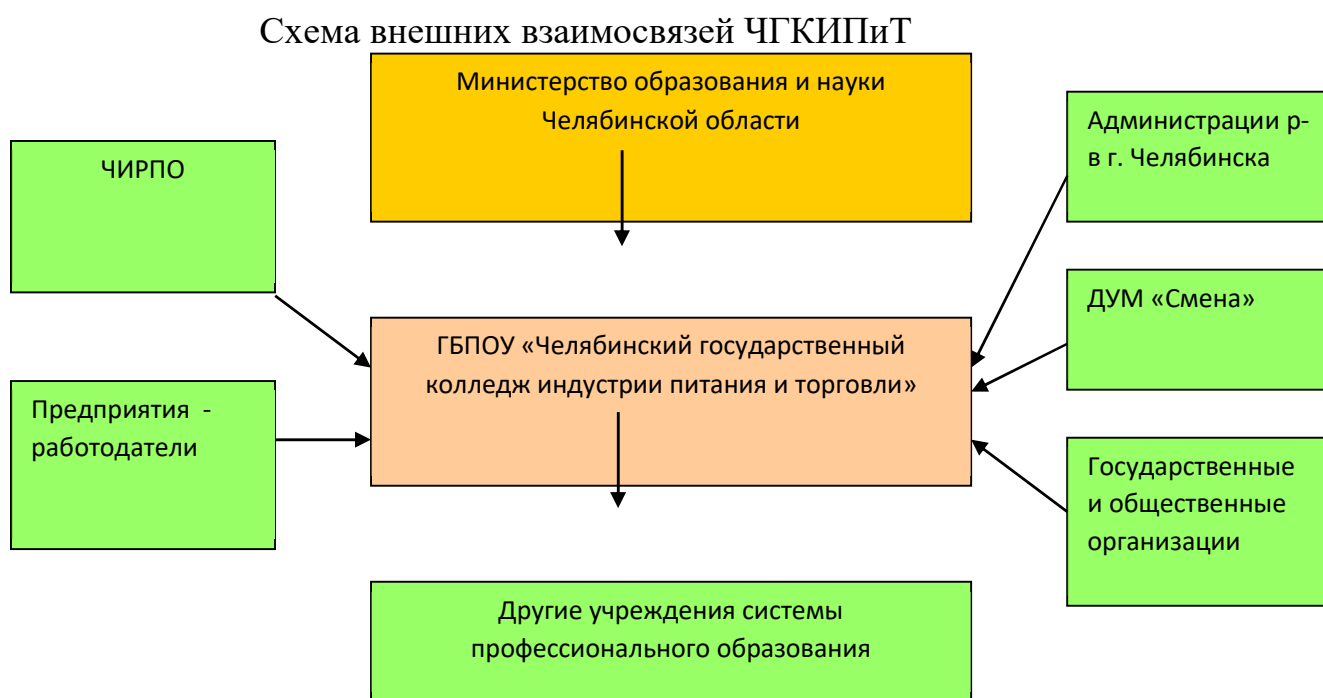 Схема внешних взаимосвязей ЧГКИПиТ
Министерство образования и науки
Челябинской области
Администрации р-
в г. Челябинска
ЧИРПО
ДУМ «Смена»
ГБПОУ «Челябинский государственный
колледж индустрии питания и торговли»
Предприятия -
работодатели
Государственные
и общественные
организации
Другие учреждения системы
профессионального образования